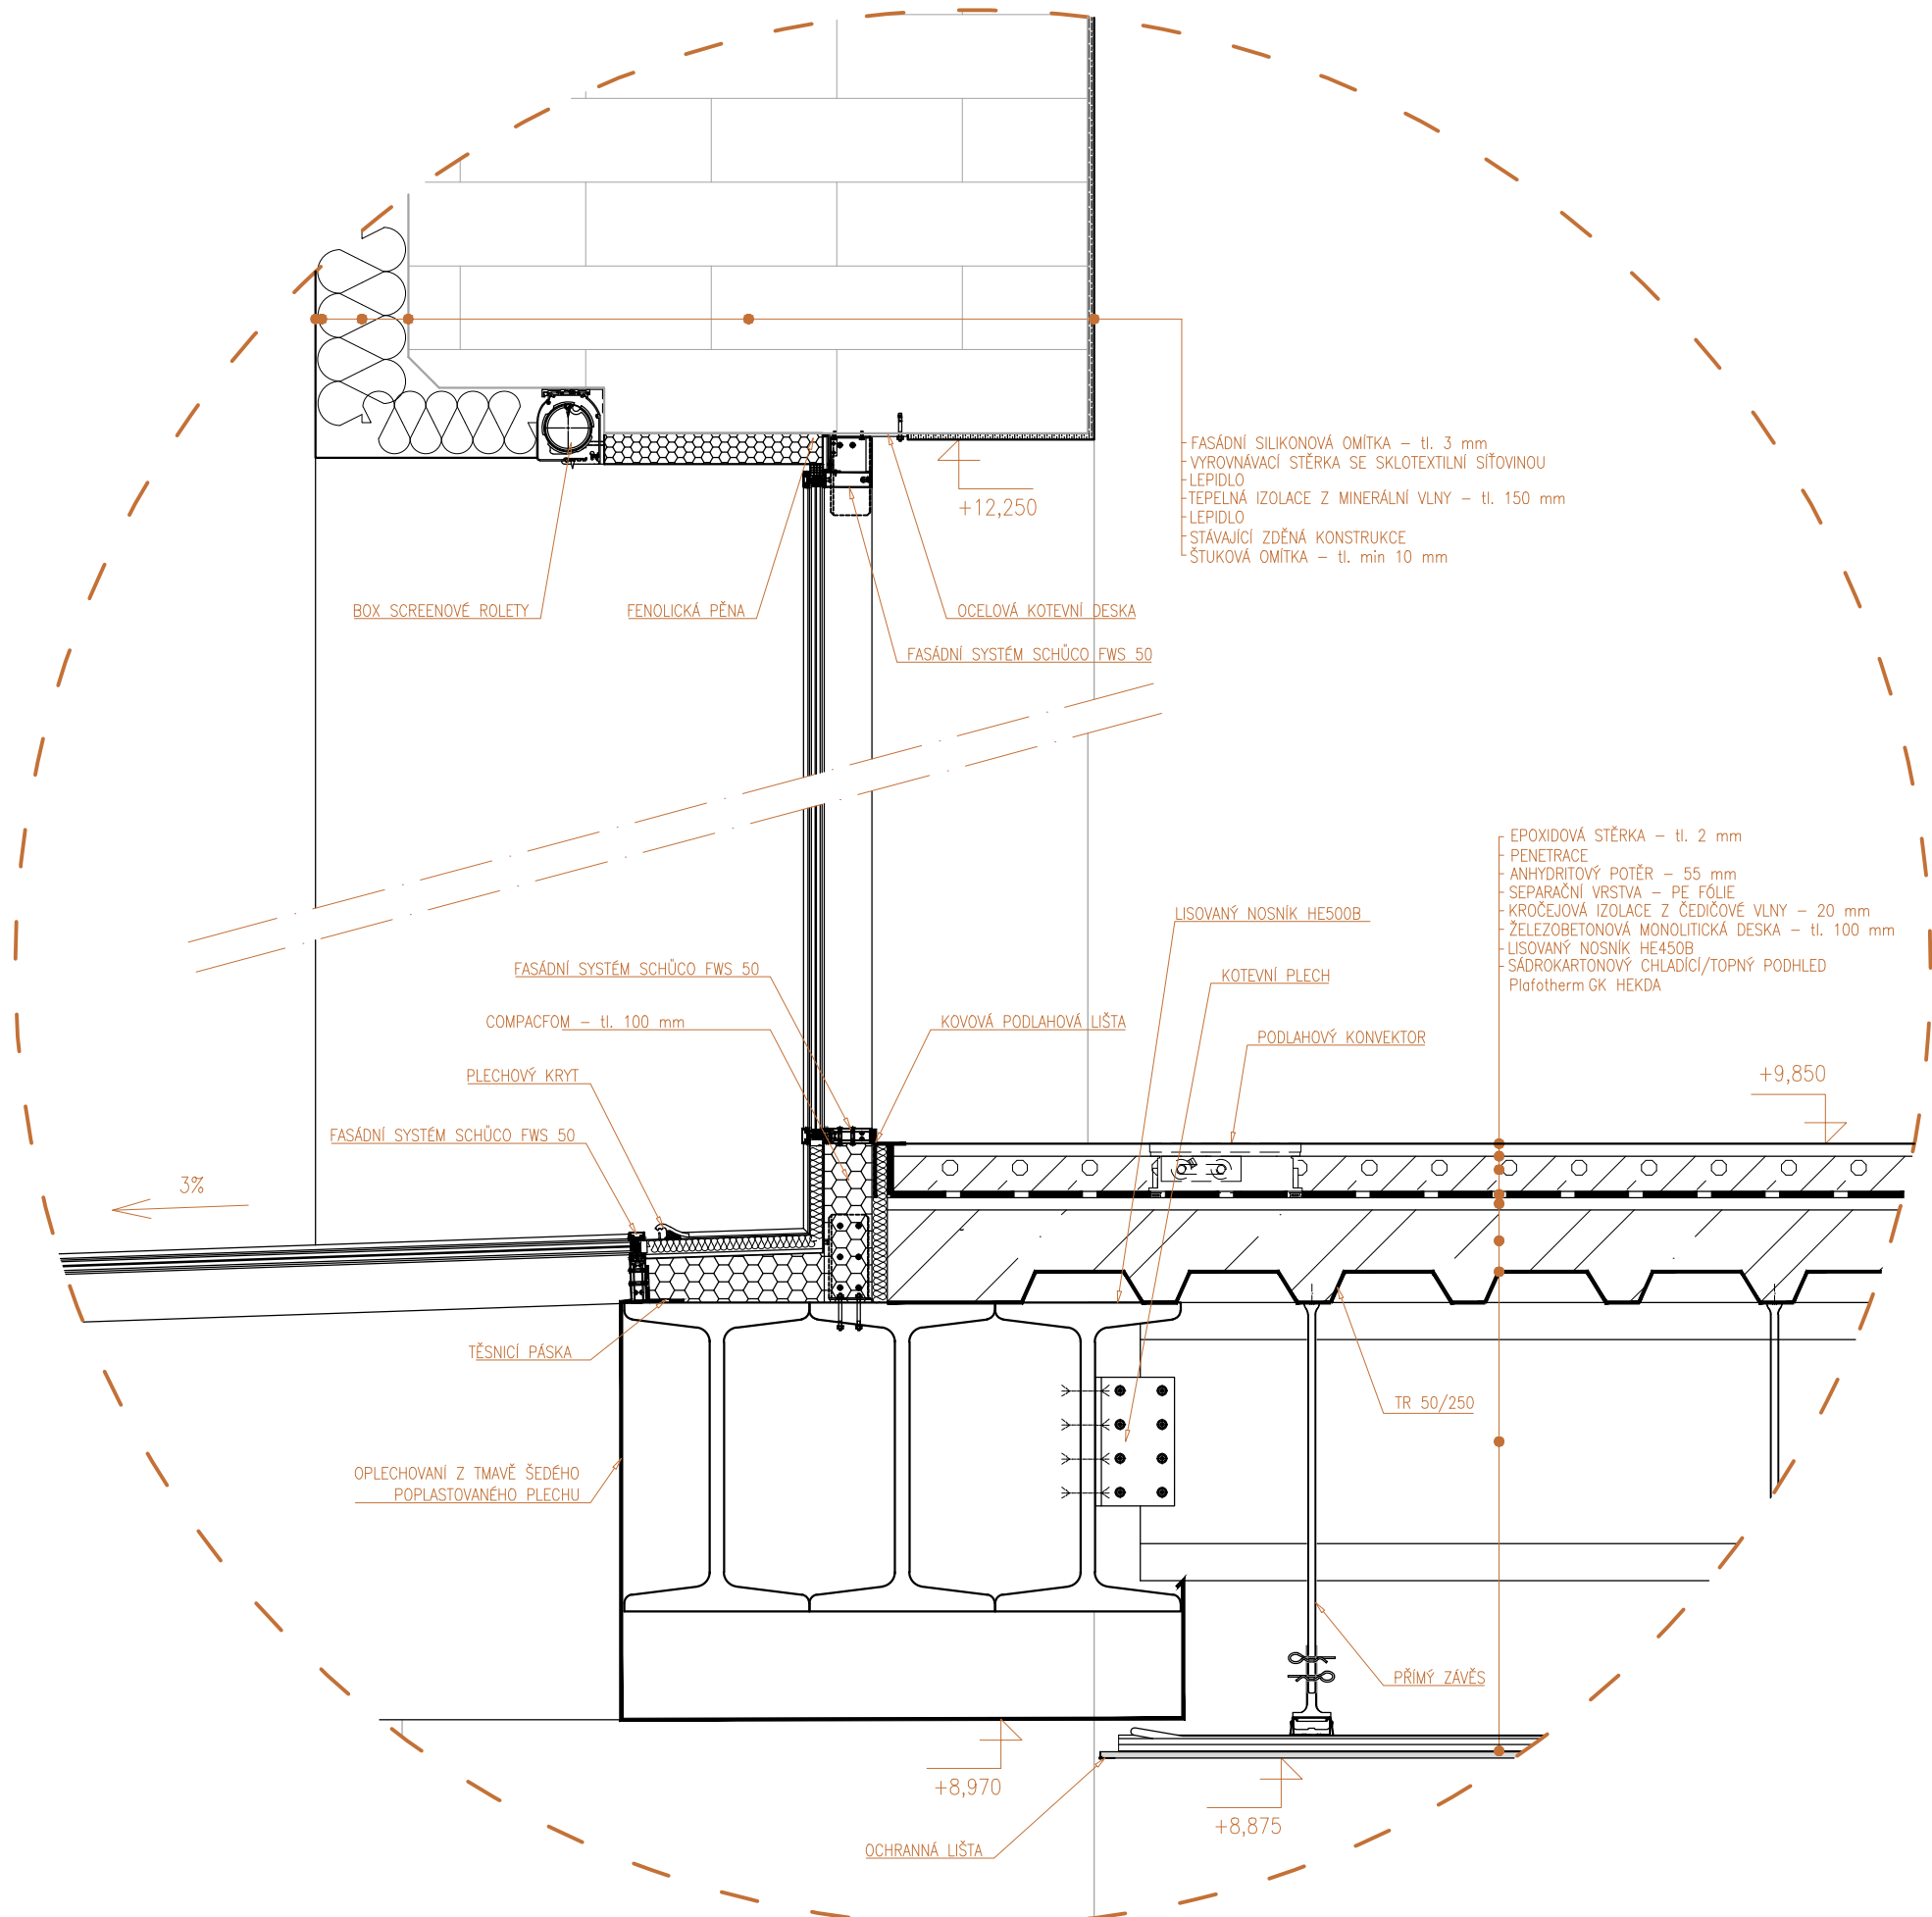 FASÁDNÍ SILIKONOVÁ OMÍTKA – tl. 3 mm
VYROVNÁVACÍ STĚRKA SE SKLOTEXTILNÍ SÍŤOVINOU
LEPIDLO
TEPELNÁ IZOLACE Z MINERÁLNÍ VLNY – tl. 150 mm
LEPIDLO
STÁVAJÍCÍ ZDĚNÁ KONSTRUKCE
ŠTUKOVÁ OMÍTKA – tl. min 10 mm
+12,250
BOX SCREENOVÉ ROLETY
FENOLICKÁ PĚNA
OCELOVÁ KOTEVNÍ DESKA
FASÁDNÍ SYSTÉM SCHÜCO FWS 50
EPOXIDOVÁ STĚRKA – tl. 2 mm
PENETRACE
ANHYDRITOVÝ POTĚR – 55 mm
SEPARAČNÍ VRSTVA – PE FÓLIE
KROČEJOVÁ IZOLACE Z ČEDIČOVÉ VLNY – 20 mm
ŽELEZOBETONOVÁ MONOLITICKÁ DESKA – tl. 100 mm
LISOVANÝ NOSNÍK HE450B
SÁDROKARTONOVÝ CHLADÍCÍ/TOPNÝ PODHLED
Plafotherm GK HEKDA
LISOVANÝ NOSNÍK HE500B
FASÁDNÍ SYSTÉM SCHÜCO FWS 50
KOTEVNÍ PLECH
COMPACFOM – tl. 100 mm
KOVOVÁ PODLAHOVÁ LIŠTA
PODLAHOVÝ KONVEKTOR
PLECHOVÝ KRYT
+9,850
FASÁDNÍ SYSTÉM SCHÜCO FWS 50
3%
TĚSNICÍ PÁSKA
TR 50/250
OPLECHOVANÍ Z TMAVĚ ŠEDÉHO
POPLASTOVANÉHO PLECHU
PŘÍMÝ ZÁVĚS
+8,970
+8,875
OCHRANNÁ LIŠTA